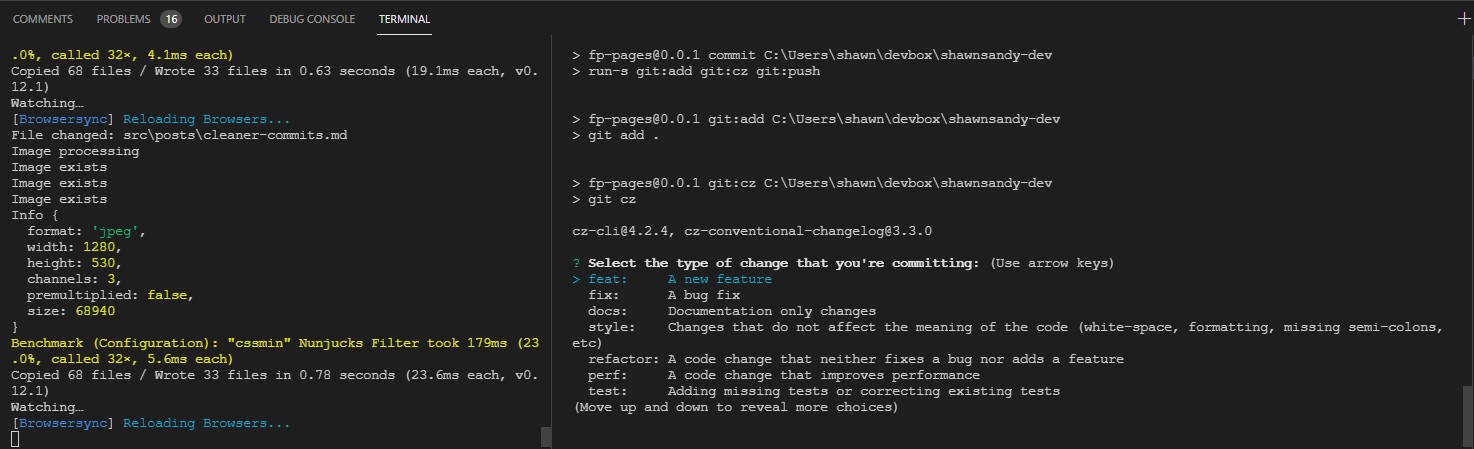 COMMENTS PROBLEMS 16 OUTPUT DEBUG CONSOLE TERMINAL
.0%, called 32×, 4.1ms each)
Copied 68 files / Wrote 33 files in 0.63 seconds (19.1ms each, v0.
12.1)
Watching…
[Browsersync] Reloading Browsers...
File changed: src\posts\cleaner-commits.md
Image processing
Image exists
Image exists
Image exists
Info {
  format: 'jpeg',
  width: 1280,
  height: 530,
  channels: 3,
  premultiplied: false,
  size: 68940
}
Benchmark (Configuration): "cssmin" Nunjucks Filter took 179ms (23
.0%, called 32×, 5.6ms each)
Copied 68 files / Wrote 33 files in 0.78 seconds (23.6ms each, v0.
12.1)
Watching…
[Browsersync] Reloading Browsers...
> fp-pages@0.0.1 commit C:\Users\shawn\devbox\shawnsandy-dev
> run-s git:add git:cz git:push
> fp-pages@0.0.1 git:add C:\Users\shawn\devbox\shawnsandy-dev
> git add .
> fp-pages@0.0.1 git:cz C:\Users\shawn\devbox\shawnsandy-dev
> git cz
cz-cli@4.2.4, cz-conventional-changelog@3.3.0
? Select the type of change that you're committing: (Use arrow keys)
> feat:     A new feature
  fix:      A bug fix
  docs:     Documentation only changes
  style:    Changes that do not affect the meaning of the code (white-space, formatting, missing semi-colons,
etc)
  refactor: A code change that neither fixes a bug nor adds a feature
  perf:     A code change that improves performance
  test:     Adding missing tests or correcting existing tests
(Move up and down to reveal more choices)